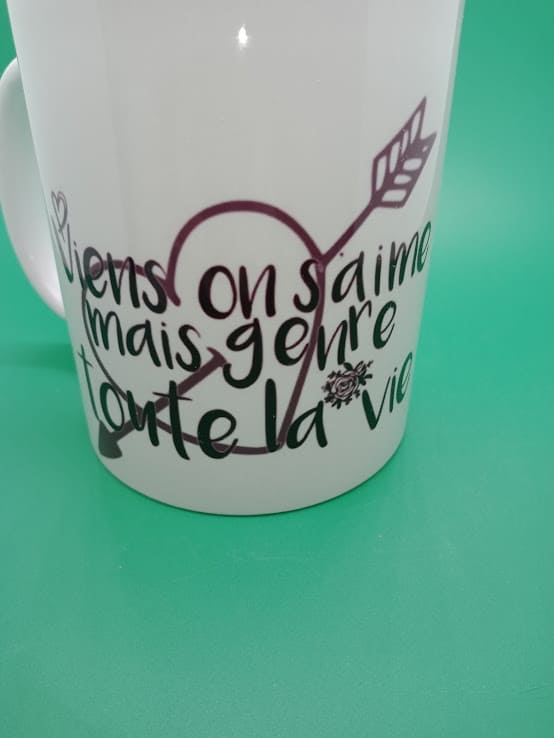 Viens on s'aime
mais genre
toute la vie